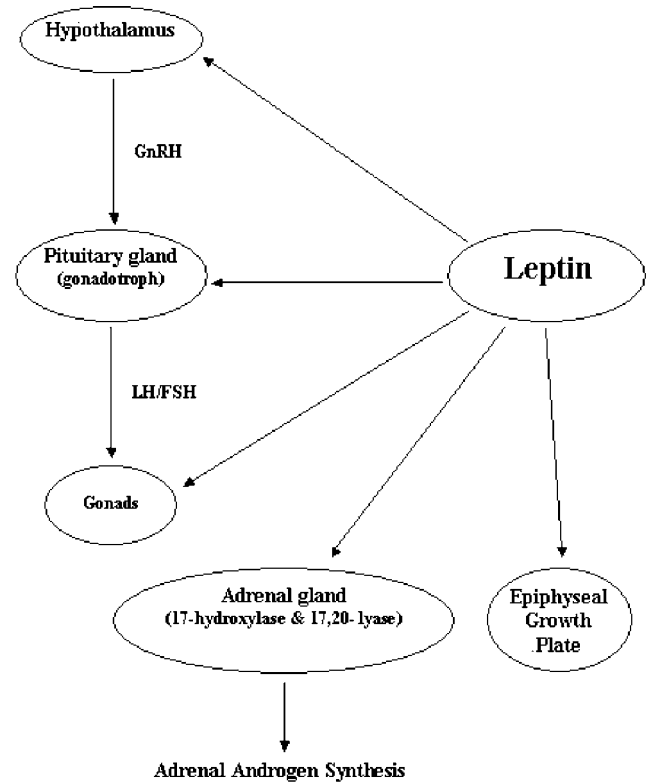 Hypothalamus
GnRH
Pituitary gland
(gonadotroph)
Leptin
LH/FSH
Gonads
Adrenal gland
(17-hydroxylase & 17,20- lyase)
Epiphyseal
Growth
.Plate
Adrenal Androgen Synthesis